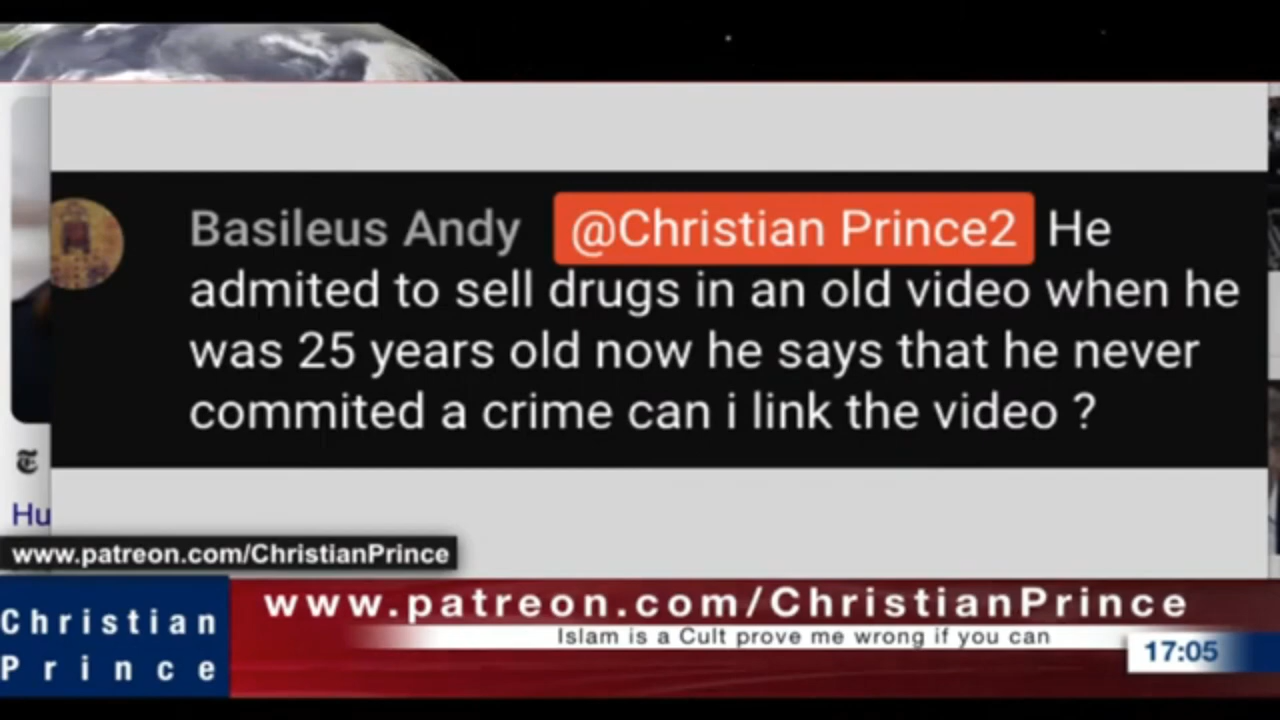 Basileus Andy @Christian Prince2 He
admited to sell drugs in an old video when he
was 25 years old now he says that he never
commited a crime can i link the video ?
Hu
www.patreon.com/ChristianPrince
Christian
Prince
www.patreon.com/ChristianPrince
Islam is a Cult prove me wrong if you can
17:05